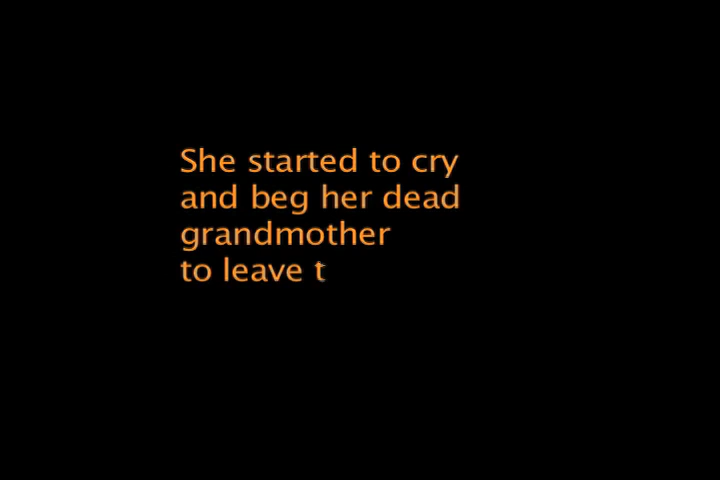 She started to cry
and beg her dead
grandmother
to leave t